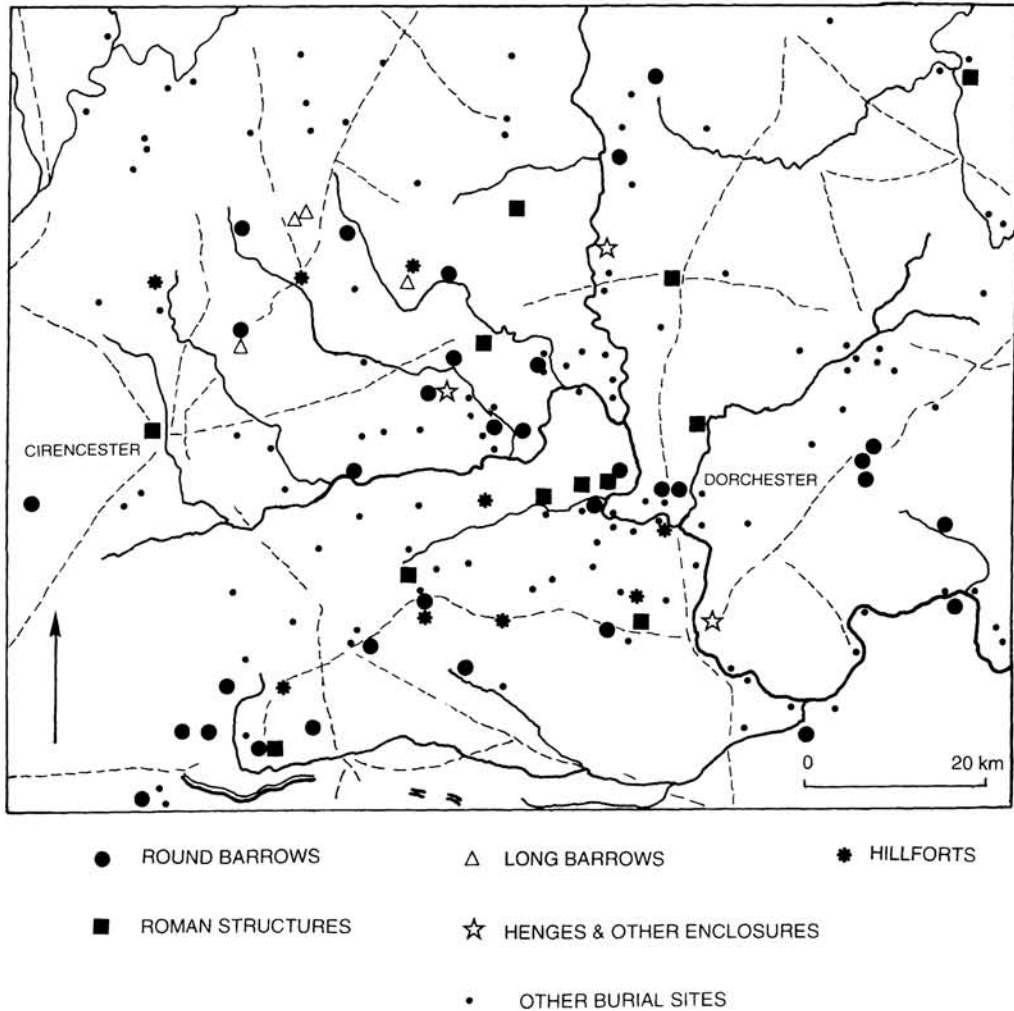 CIRENCESTER
DORCHESTER
0 20 km
ROUND BARROWS
LONG BARROWS
HILLFORTS
ROMAN STRUCTURES
HENGES & OTHER ENCLOSURES
OTHER BURIAL SITES